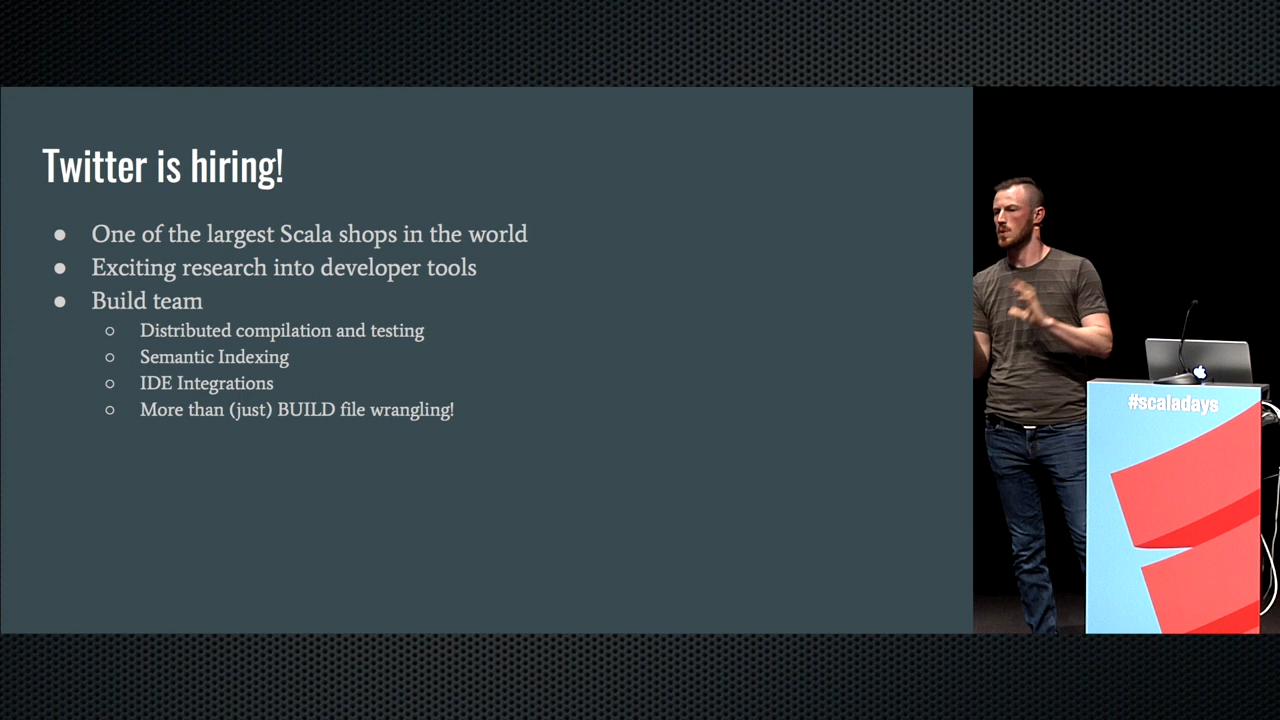 Twitter is hiring!
● One of the largest Scala shops in the world
● Exciting research into developer tools
● Build team
○ Distributed compilation and testing
○ Semantic Indexing
○ IDE Integrations
○ More than (just) BUILD file wrangling!
#scaladays